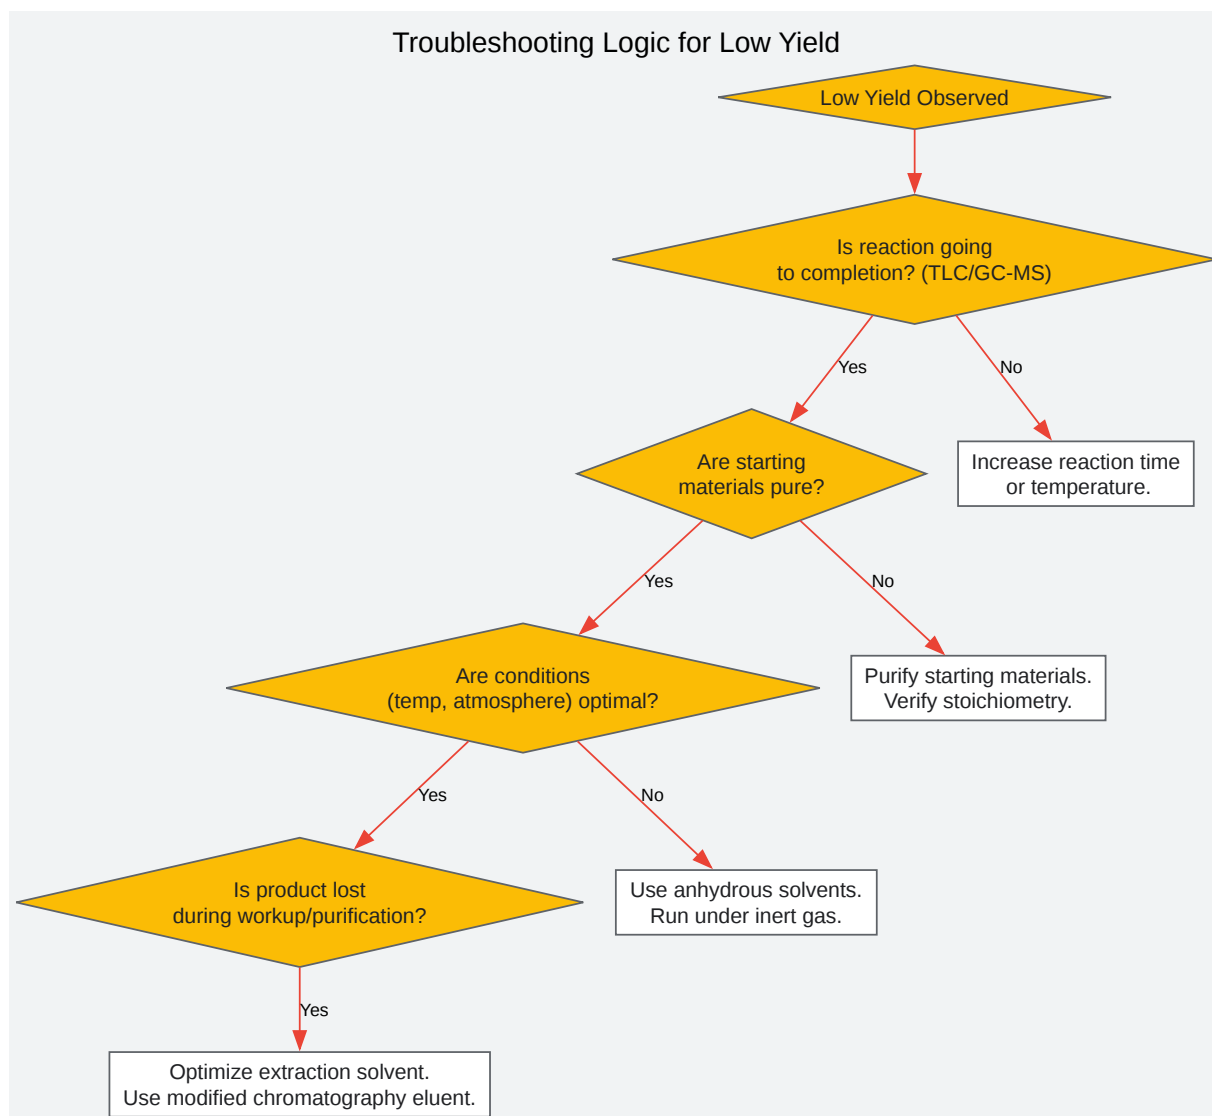 Troubleshooting Logic for Low Yield
Low Yield Observed
Is reaction going
to completion? (TLC/GC-MS)
Yes
No
Are starting
materials pure?
Increase reaction time
or temperature.
Yes
No
Are conditions
(temp, atmosphere) optimal?
Purify starting materials.
Verify stoichiometry.
Yes
No
Is product lost
during workup/purification?
Use anhydrous solvents.
Run under inert gas.
Yes
Optimize extraction solvent.
Use modified chromatography eluent.